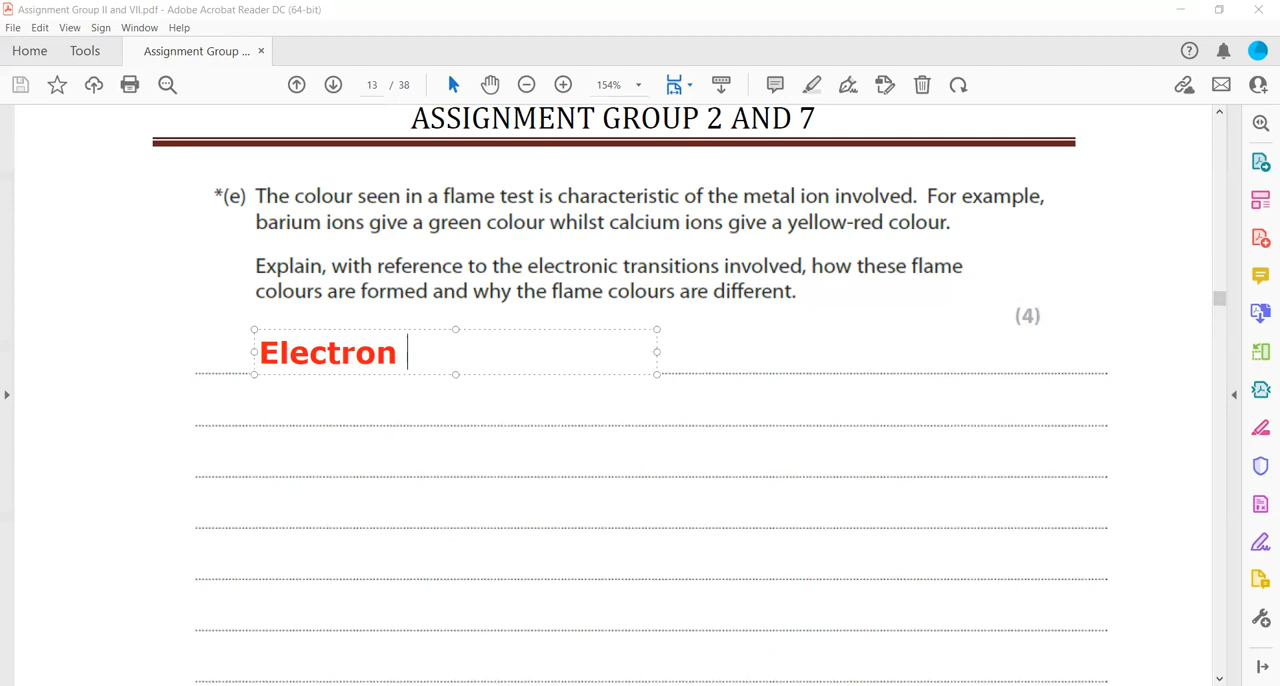 Assignment Group II and VII.pdf - Adobe Acrobat Reader DC (64-bit)
File Edit View Sign Window Help
Home Tools Assignment Group ... ×
13 / 38 154%
ASSIGNMENT GROUP 2 AND 7
*(e) The colour seen in a flame test is characteristic of the metal ion involved. For example,
barium ions give a green colour whilst calcium ions give a yellow-red colour.
Explain, with reference to the electronic transitions involved, how these flame
colours are formed and why the flame colours are different.
(4)
Electron